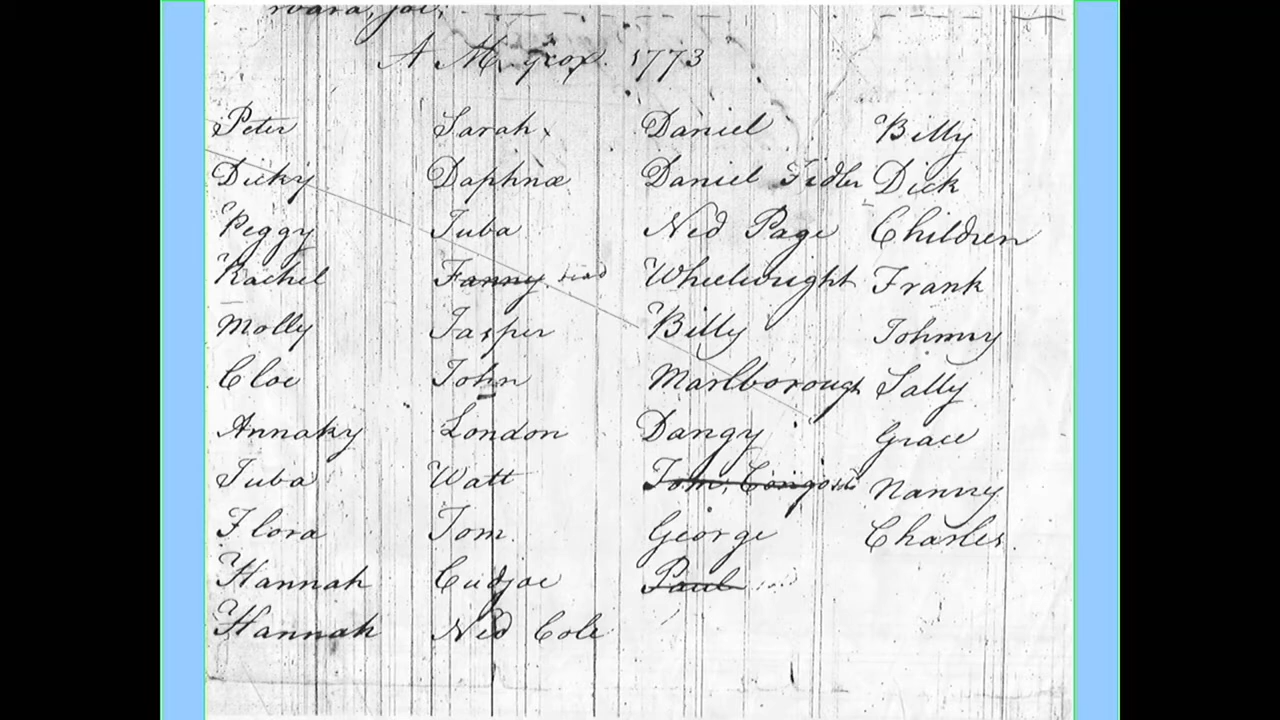 A M 1773
Peter Sarah Daniel Billy
Dicky Daphnæ Daniel Fidler Dick
Peggy Juba Ned Page Children
Rachel Fanny dead Wheelwright Frank
Molly Jasper Billy Johnny
Cloe John Marlborough Sally
Annaky London Dangy Grace
Juba Watt Tom, Congo Nanny
Flora Tom George Charles
Hannah Cudjoe Paul
Hannah Ned Cole